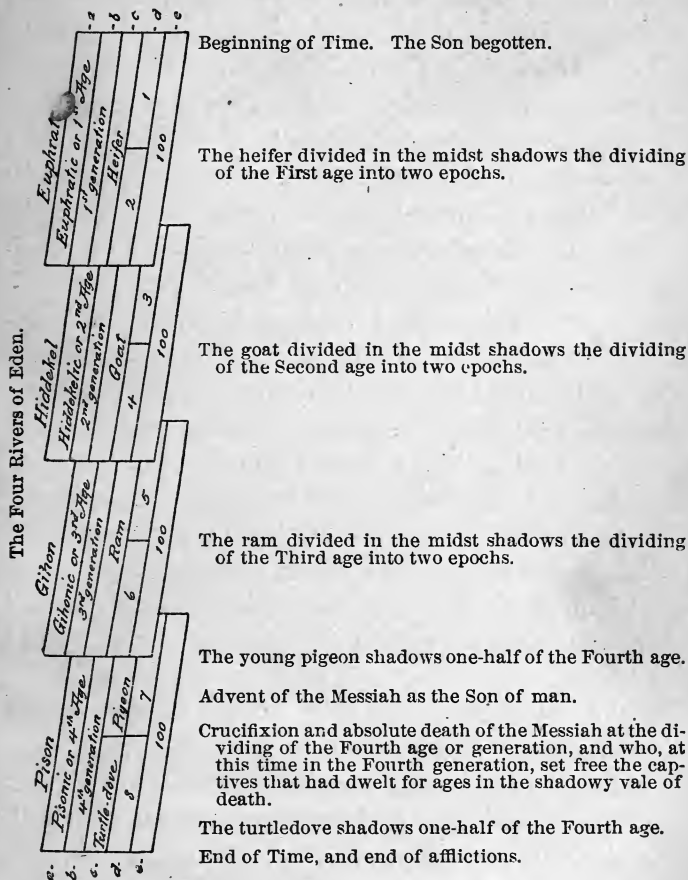 The Four Rivers of Eden.
-a
-b
-c
-d
-e
Euphrat
Euphratic or 1st Age
1st generation
Heifer
2 1
100
Hiddekel
Hiddekelic or 2nd Age
2nd generation
Goat
4 3
100
Gihon
Gihonic or 3rd Age
3rd generation
Ram
6 5
100
Pison
Pisonic or 4th Age
4th generation
Turtle-dove Pigeon
8 7
100
a-
b-
c-
d-
e-
Beginning of Time. The Son begotten.
The heifer divided in the midst shadows the dividing
of the First age into two epochs.
The goat divided in the midst shadows the dividing
of the Second age into two epochs.
The ram divided in the midst shadows the dividing
of the Third age into two epochs.
The young pigeon shadows one-half of the Fourth age.
Advent of the Messiah as the Son of man.
Crucifixion and absolute death of the Messiah at the di-
viding of the Fourth age or generation, and who, at
this time in the Fourth generation, set free the cap-
tives that had dwelt for ages in the shadowy vale of
death.
The turtledove shadows one-half of the Fourth age.
End of Time, and end of afflictions.